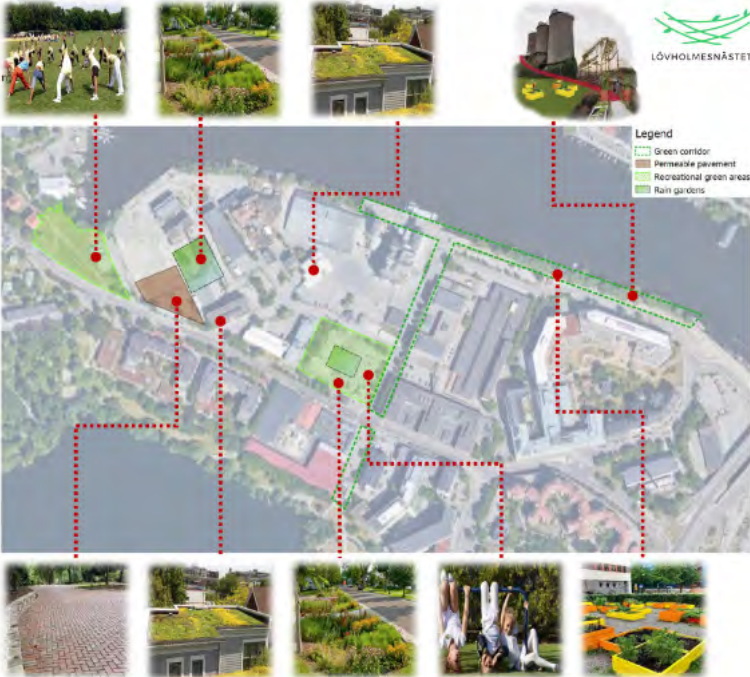 LÖVHOLMESNÄSTET
Legend
Green corridor
Permeable pavement
Recreational green areas
Rain gardens